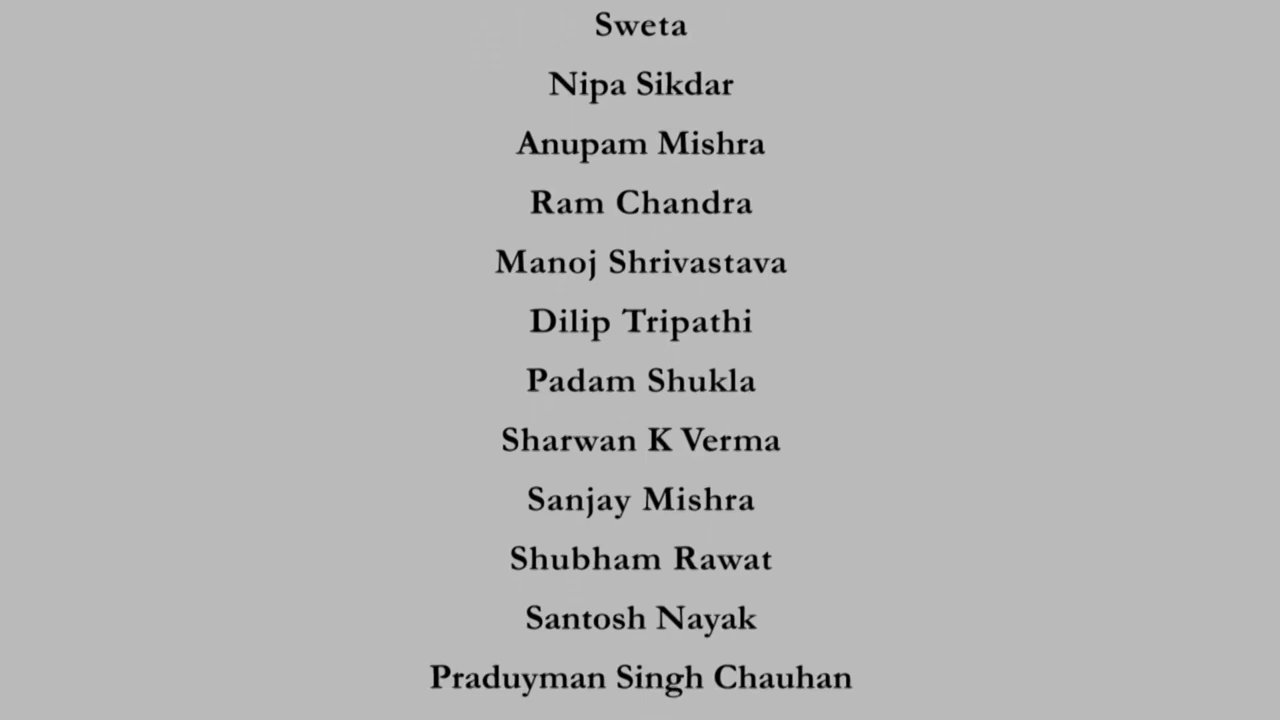 Sweta
Nipa Sikdar
Anupam Mishra
Ram Chandra
Manoj Shrivastava
Dilip Tripathi
Padam Shukla
Sharwan K Verma
Sanjay Mishra
Shubham Rawat
Santosh Nayak
Praduyman Singh Chauhan